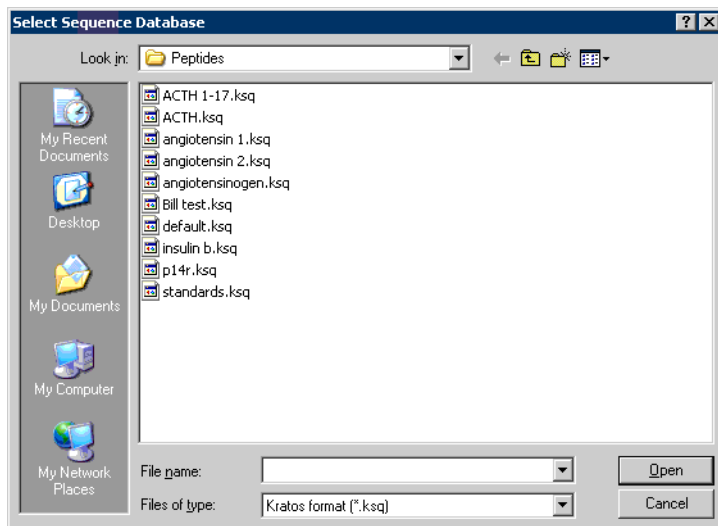 Select Sequence Database
Look in:
Peptides
My Recent
Documents
Desktop
My Documents
My Computer
My Network
Places
ACTH 1-17.ksq
ACTH.ksq
angiotensin 1.ksq
angiotensin 2.ksq
angiotensinogen.ksq
Bill test.ksq
default.ksq
insulin b.ksq
p14r.ksq
standards.ksq
File name:
Open
Files of type:
Kratos format (*.ksq)
Cancel